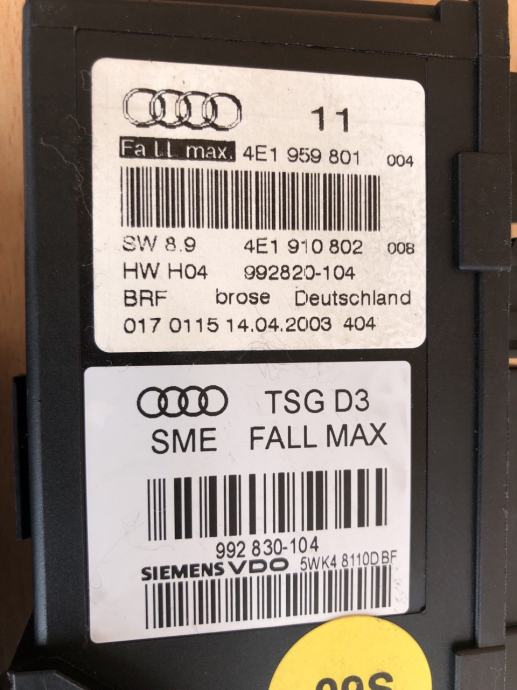 11
Fall max. 4E1 959 801 004
SW 8.9 4E1 910 802 008
HW H04 992820-104
BRF brose Deutschland
017 0115 14.04.2003 404
TSG D3
SME FALL MAX
992 830-104
SIEMENS VDO 5WK4 8110D BF
09S